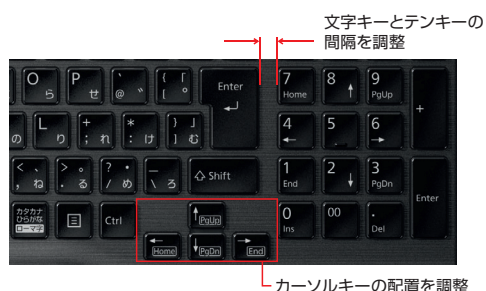 文字キーとテンキーの
間隔を調整
O ら P せ ` @ ゛ { 「 [ ° Enter 7 Home 8 ↑ 9 PgUp +
の L り + ; れ * : け } 」 ] む 4 ← 5 6 →
< 、 , ね > 。 . る ? ・ / め _ \ ろ Shift 1 End 2 ↓ 3 PgDn Enter
カタカナ
ひらがな
ローマ字
Ctrl ↑ PgUp 0 Ins 00 . Del
← Home ↓ PgDn → End
カーソルキーの配置を調整